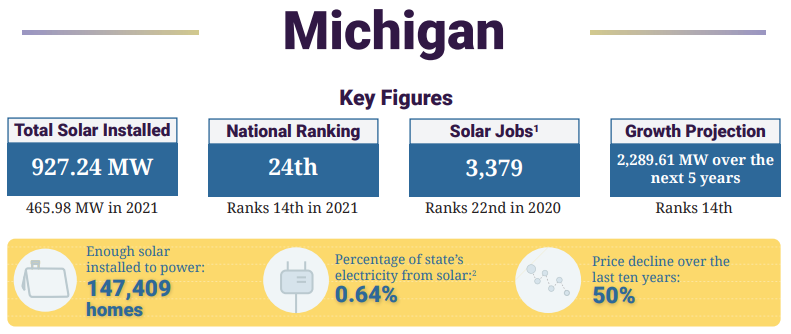 Michigan
Key Figures
Total Solar Installed
927.24 MW
465.98 MW in 2021
National Ranking
24th
Ranks 14th in 2021
Solar Jobs¹
3,379
Ranks 22nd in 2020
Growth Projection
2,289.61 MW over the
next 5 years
Ranks 14th
Enough solar
installed to power:
147,409
homes
Percentage of state's
electricity from solar:²
0.64%
Price decline over the
last ten years:
50%